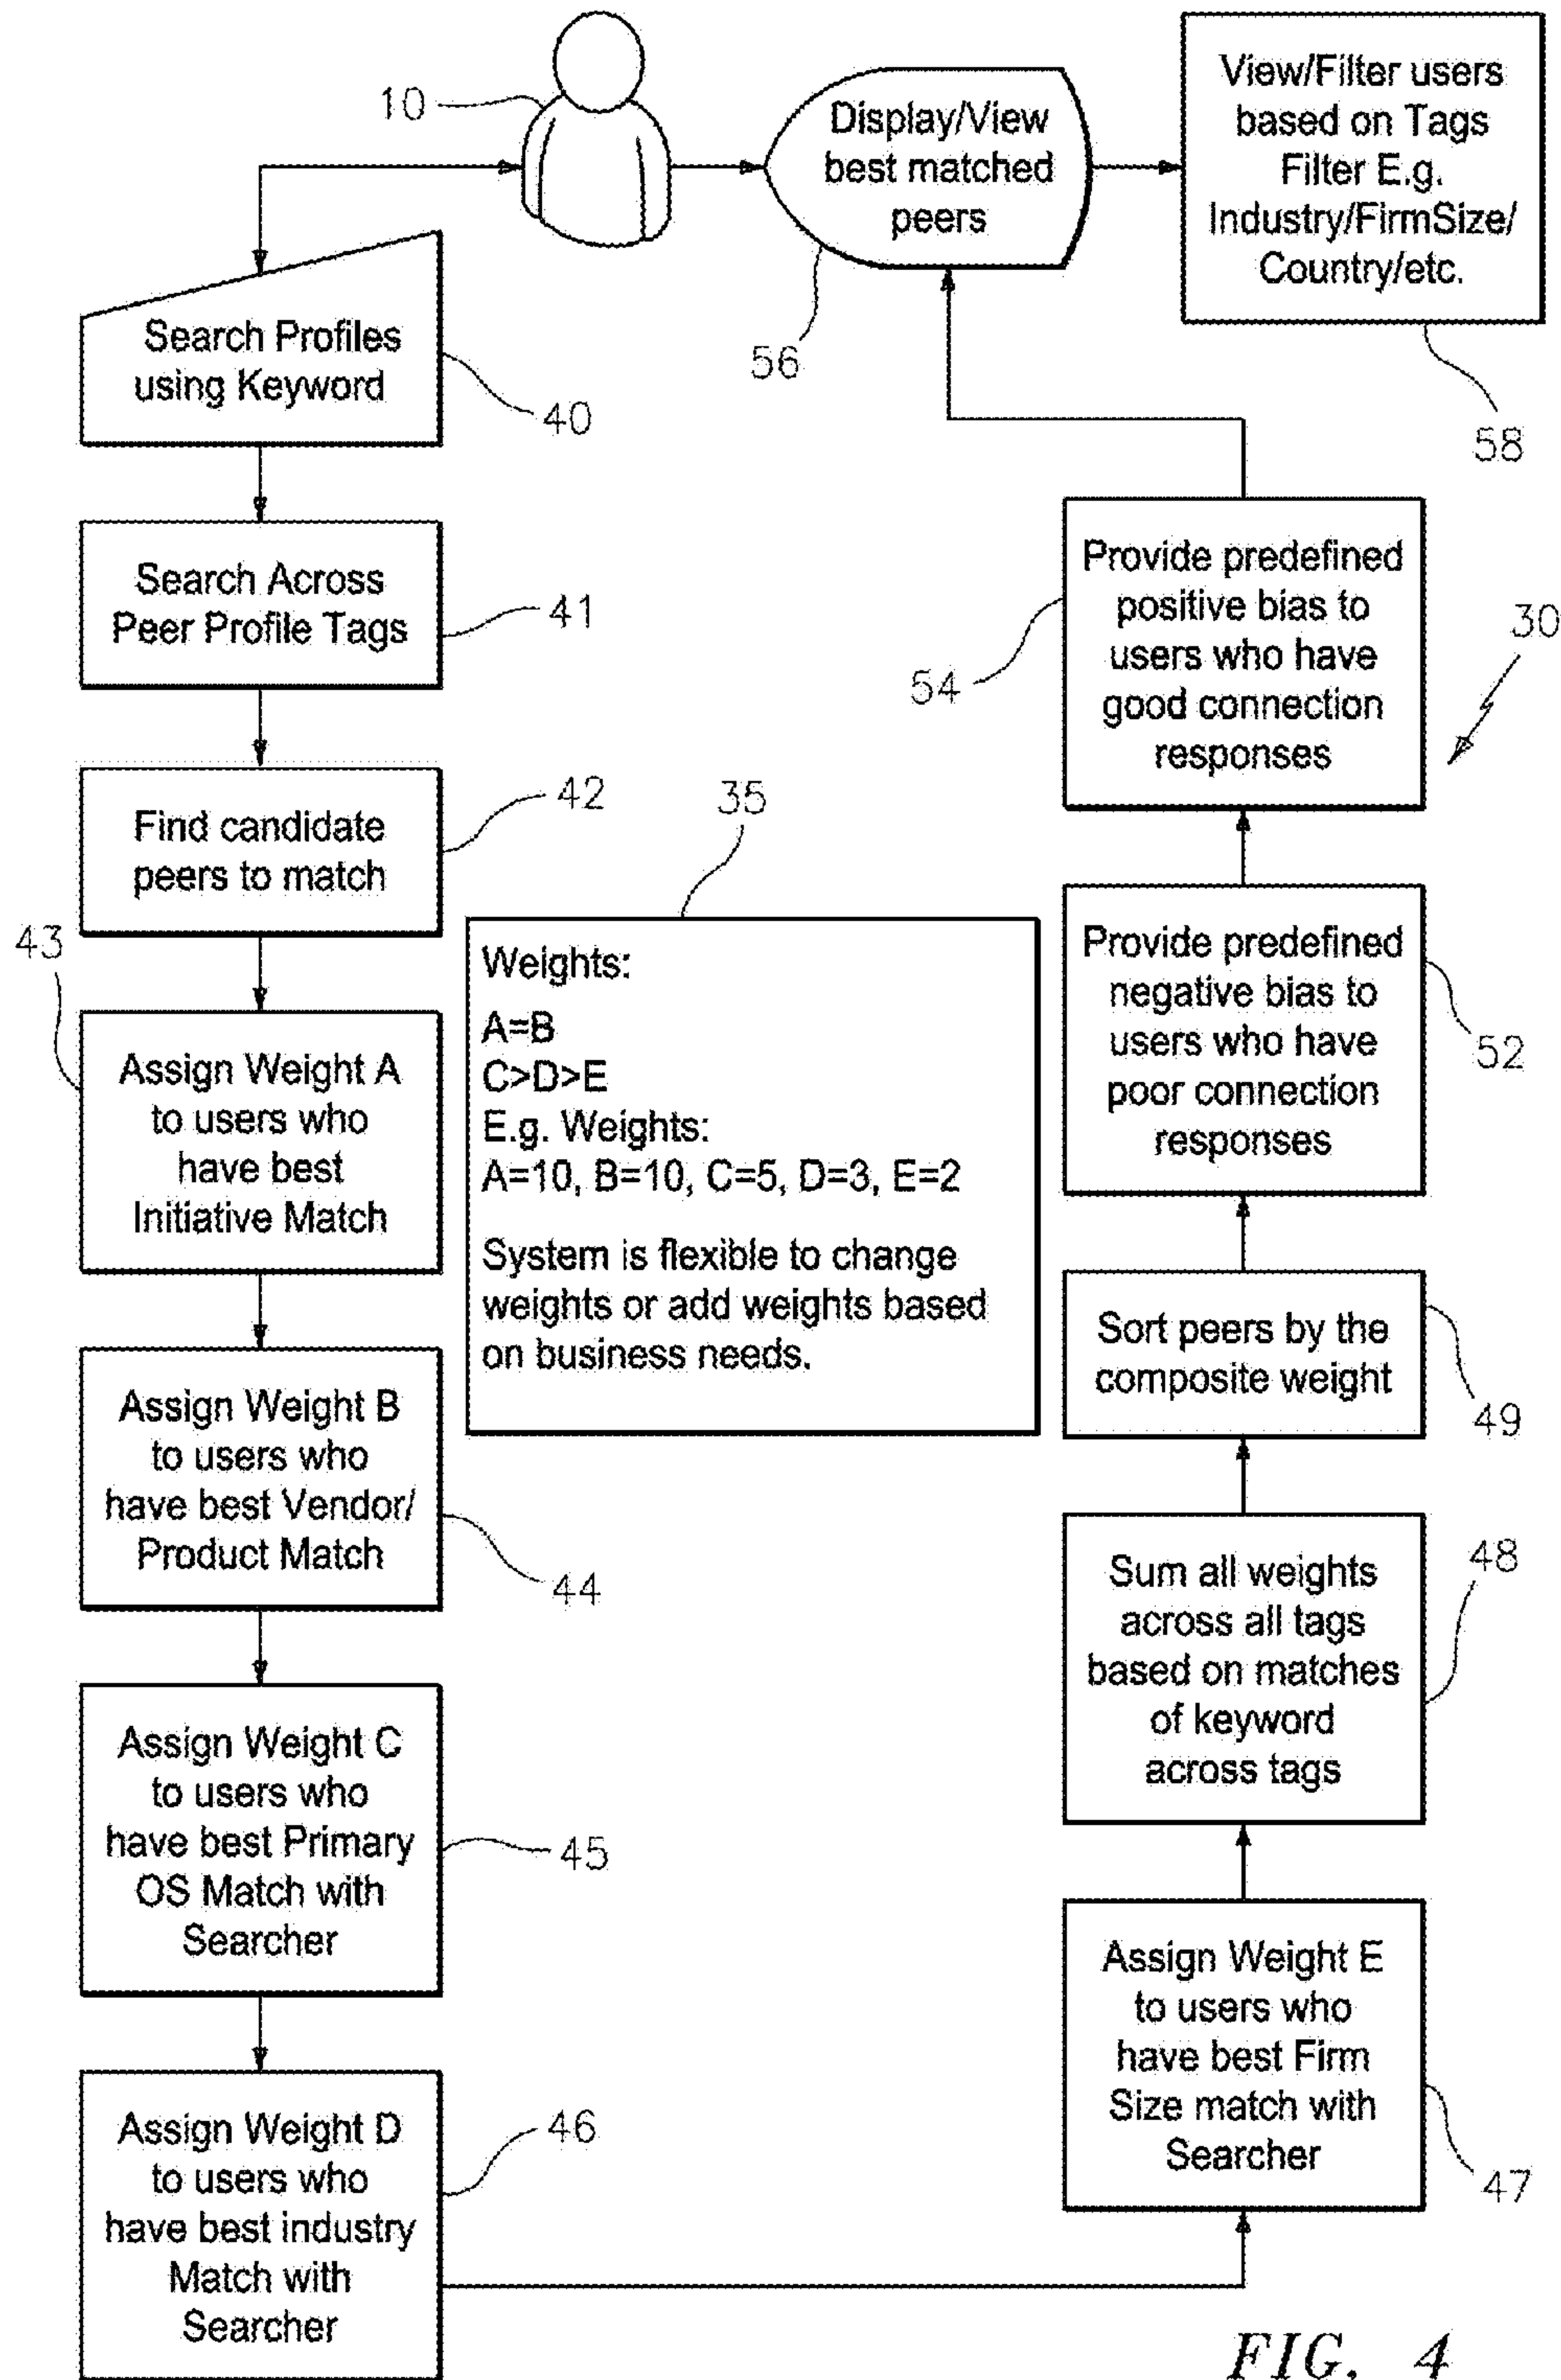 10
Display/View
best matched
peers
56
View/Filter users
based on Tags
Filter E.g.
Industry/FirmSize/
Country/etc.
58
Search Profiles
using Keyword
40
Search Across
Peer Profile Tags
41
Find candidate
peers to match
42
43
Assign Weight A
to users who
have best
Initiative Match
Assign Weight B
to users who
have best Vendor/
Product Match
44
Assign Weight C
to users who
have best Primary
OS Match with
Searcher
45
Assign Weight D
to users who
have best industry
Match with
Searcher
46
35
Weights:
A=B
C>D>E
E.g. Weights:
A=10, B=10, C=5, D=3, E=2
System is flexible to change
weights or add weights based
on business needs.
Provide predefined
positive bias to
users who have
good connection
responses
54
30
Provide predefined
negative bias to
users who have
poor connection
responses
52
Sort peers by the
composite weight
49
Sum all weights
across all tags
based on matches
of keyword
across tags
48
Assign Weight E
to users who
have best Firm
Size match with
Searcher
47
FIG. 4